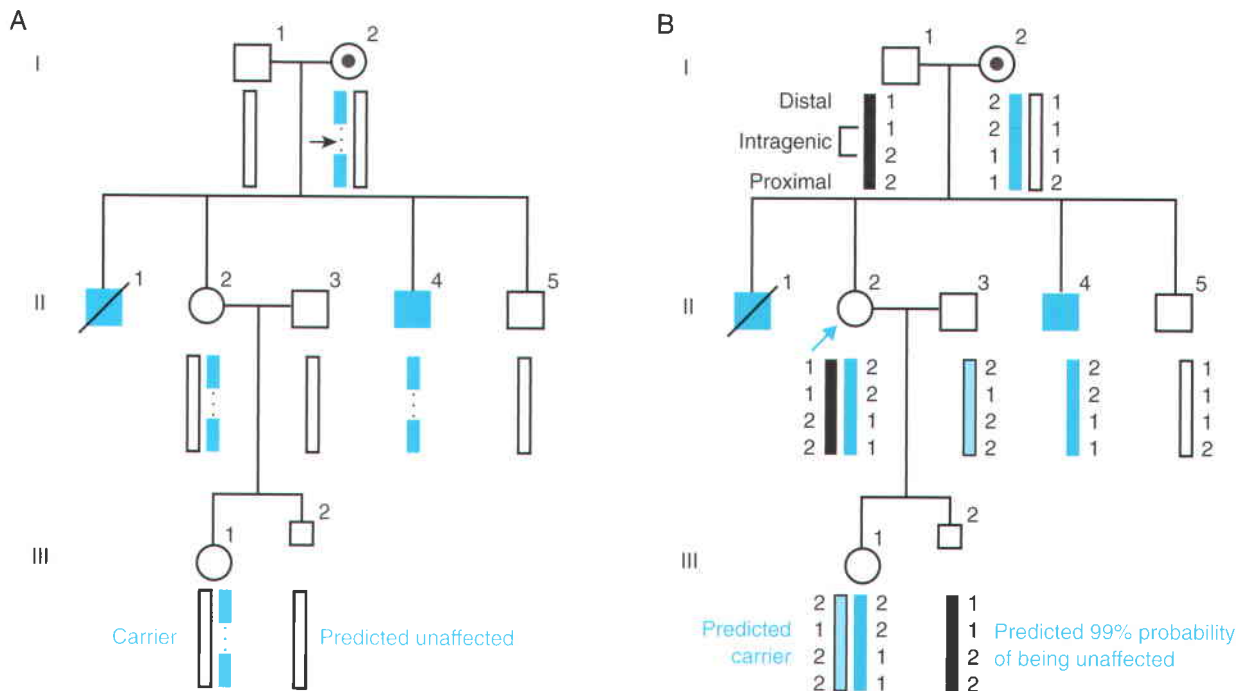 A
1
2
I
1
2
3
4
5
II
1
2
III
Carrier
Predicted unaffected
B
1
2
I
Distal 1 2 1
Intragenic 1 2 1
2 1 1
Proximal 2 1 2
1
2
3
4
5
II
1 2 2 2 1
1 2 1 2 1
2 1 2 1 1
2 1 2 1 2
1
2
III
2 2 1
Predicted 1 2 1 Predicted 99% probability
carrier 2 1 2 of being unaffected
2 1 2